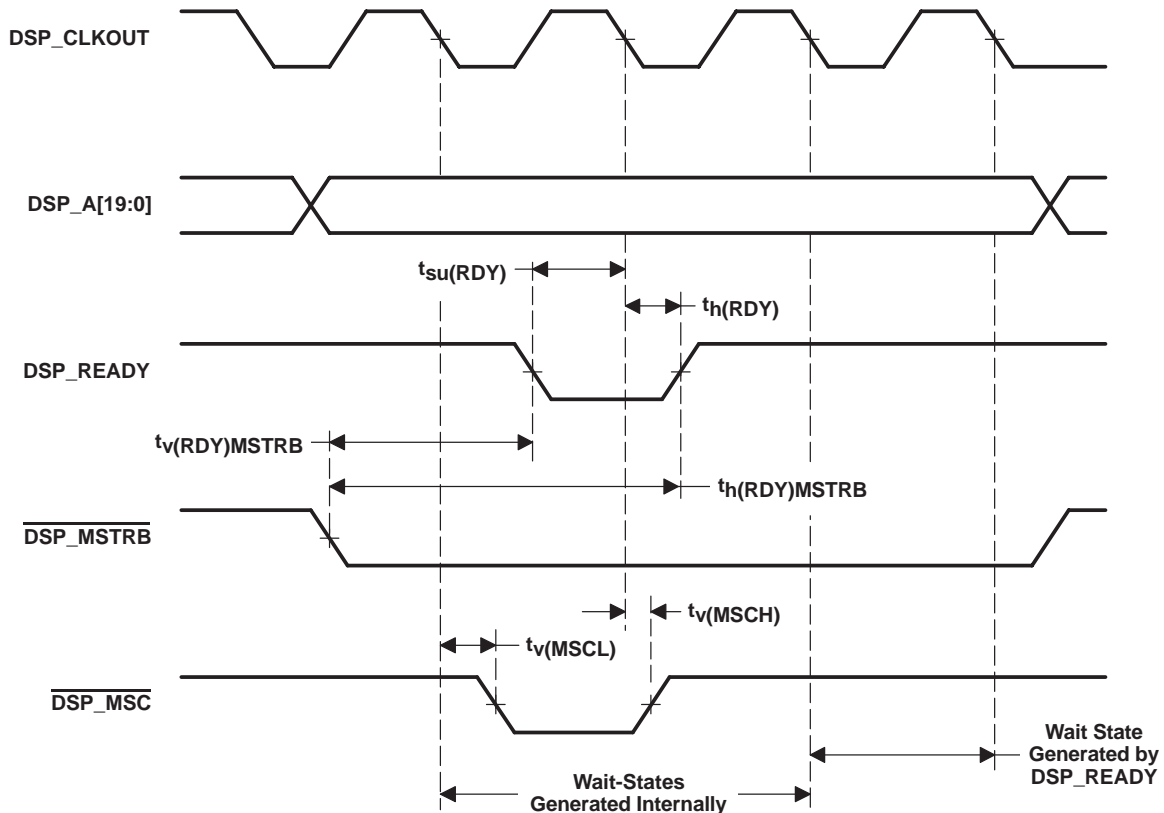 DSP_CLKOUT
DSP_A[19:0]
tsu(RDY)
th(RDY)
DSP_READY
tv(RDY)MSTRB
th(RDY)MSTRB
DSP_MSTRB
tv(MSCH)
tv(MSCL)
DSP_MSC
Wait State
Generated by
DSP_READY
Wait-States
Generated Internally